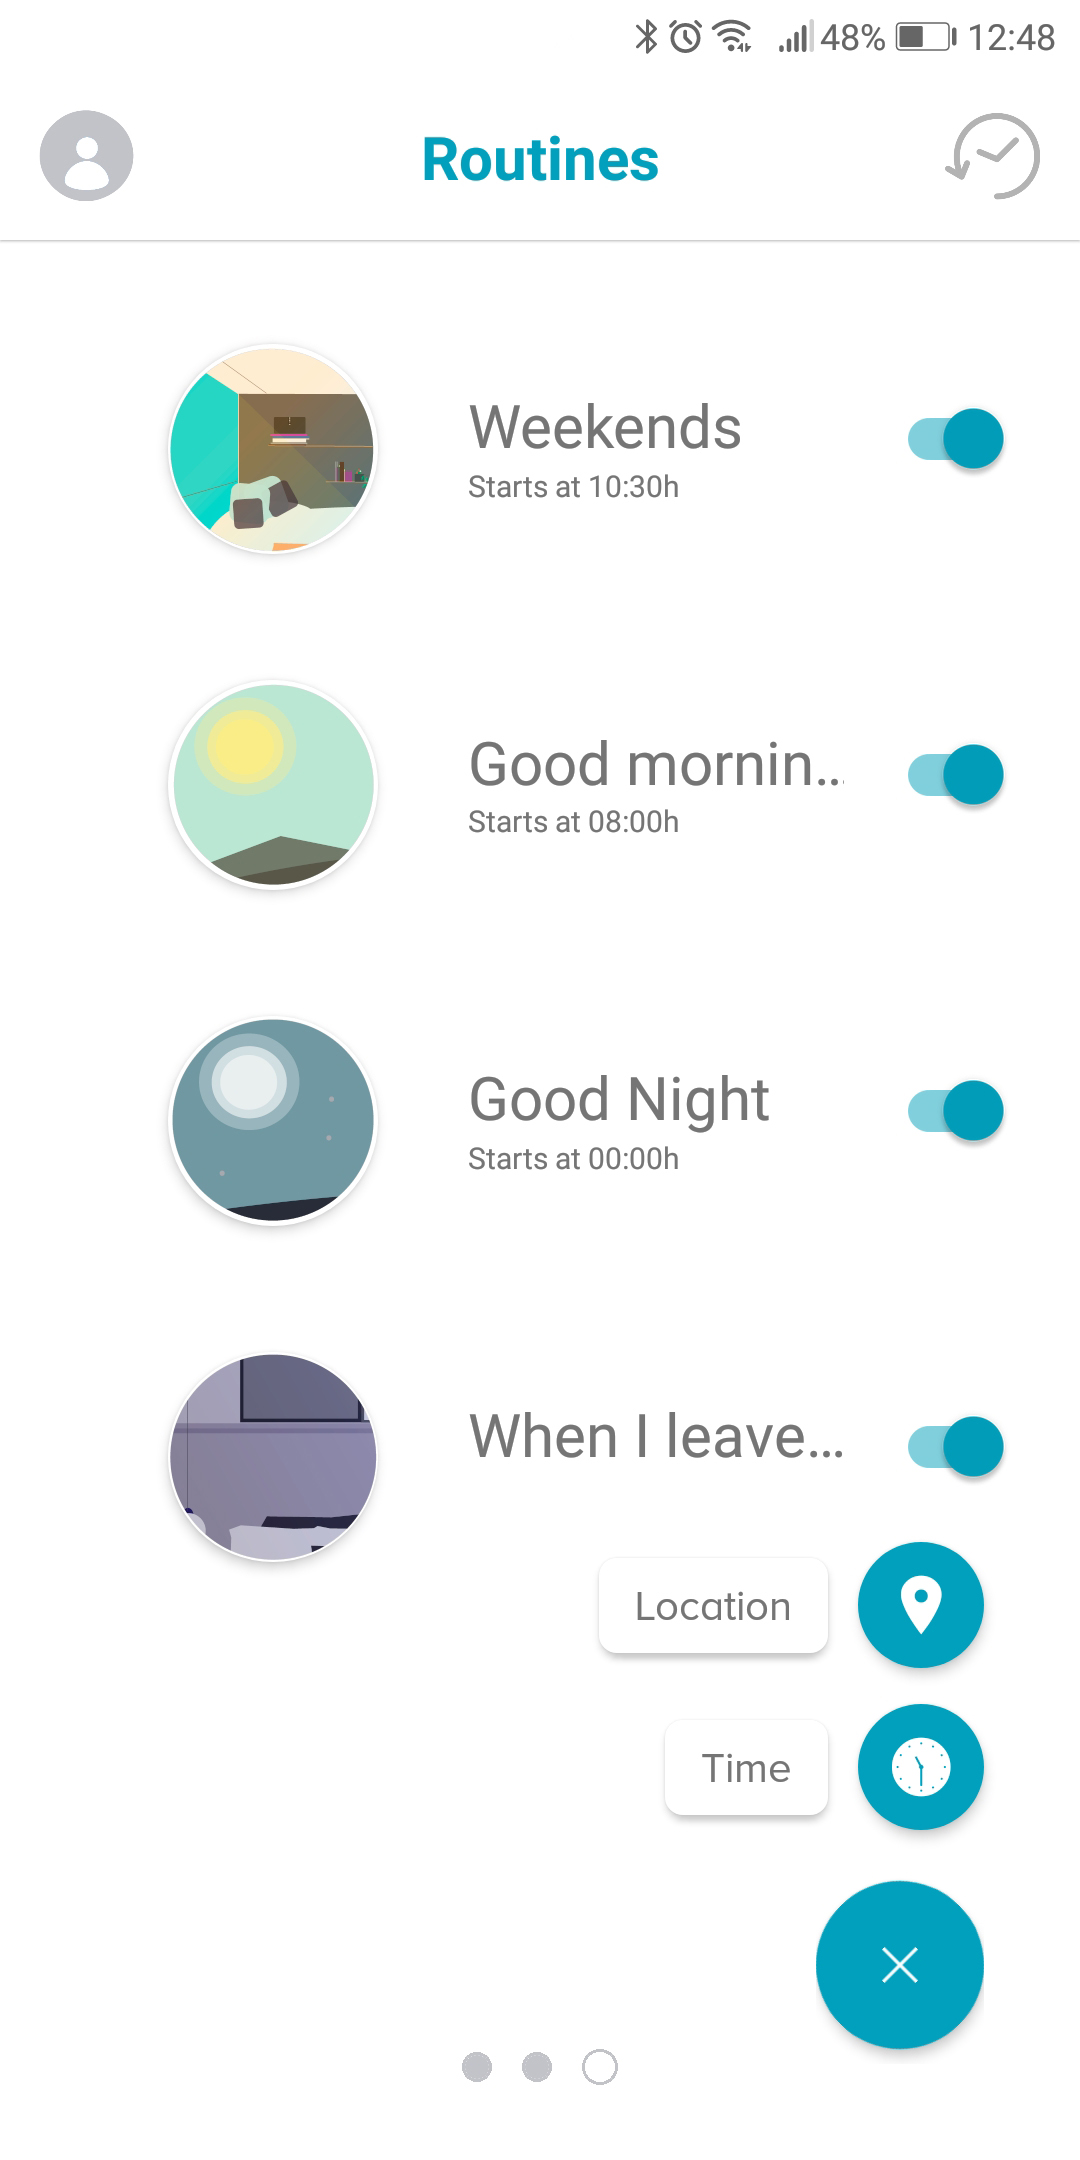 48% 12:48
Routines
Weekends
Starts at 10:30h
Good mornin...
Starts at 08:00h
Good Night
Starts at 00:00h
When I leave...
Location
Time